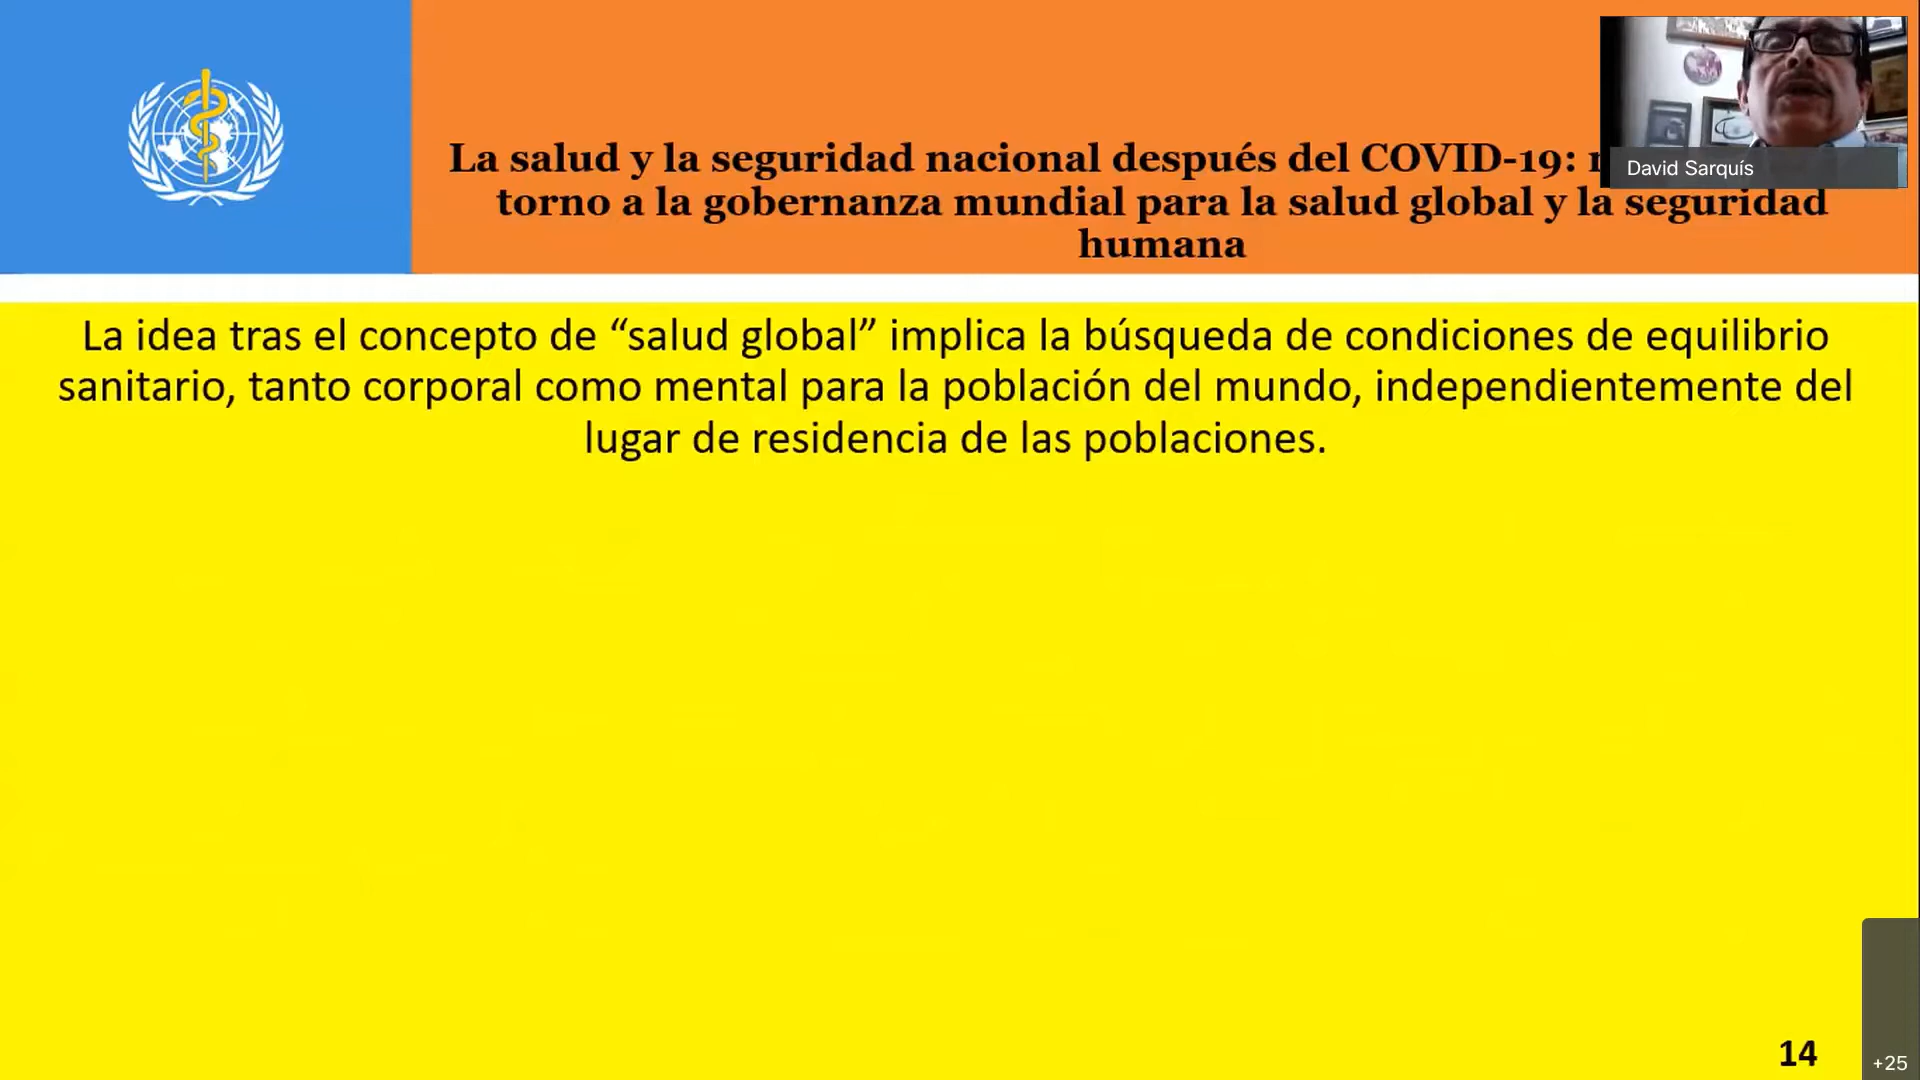 La salud y la seguridad nacional después del COVID-19:
torno a la gobernanza mundial para la salud global y la seguridad
humana
David Sarquís
La idea tras el concepto de “salud global” implica la búsqueda de condiciones de equilibrio
sanitario, tanto corporal como mental para la población del mundo, independientemente del
lugar de residencia de las poblaciones.
14
+25